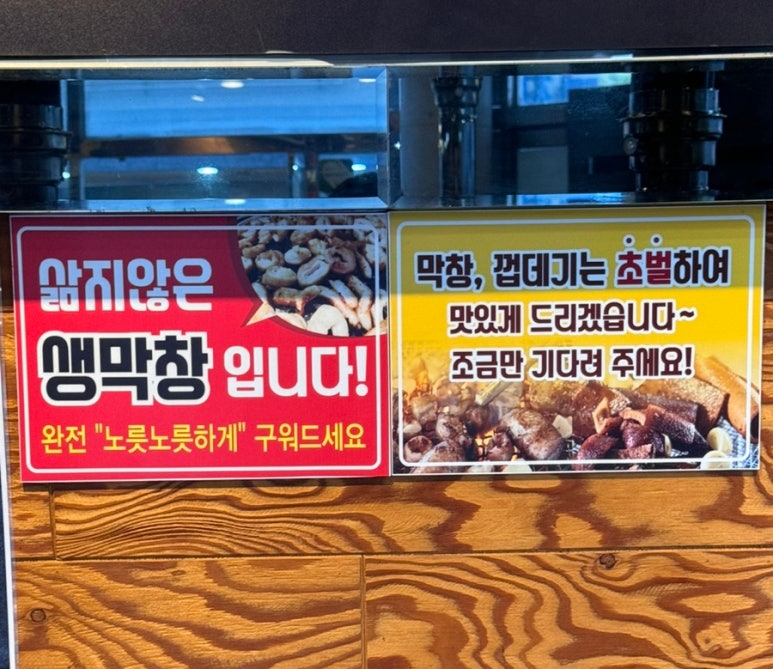 삶지않은
생막창 입니다!
완전 "노릇노릇하게" 구워드세요
막창, 껍데기는 초벌하여
맛있게 드리겠습니다~
조금만 기다려 주세요!